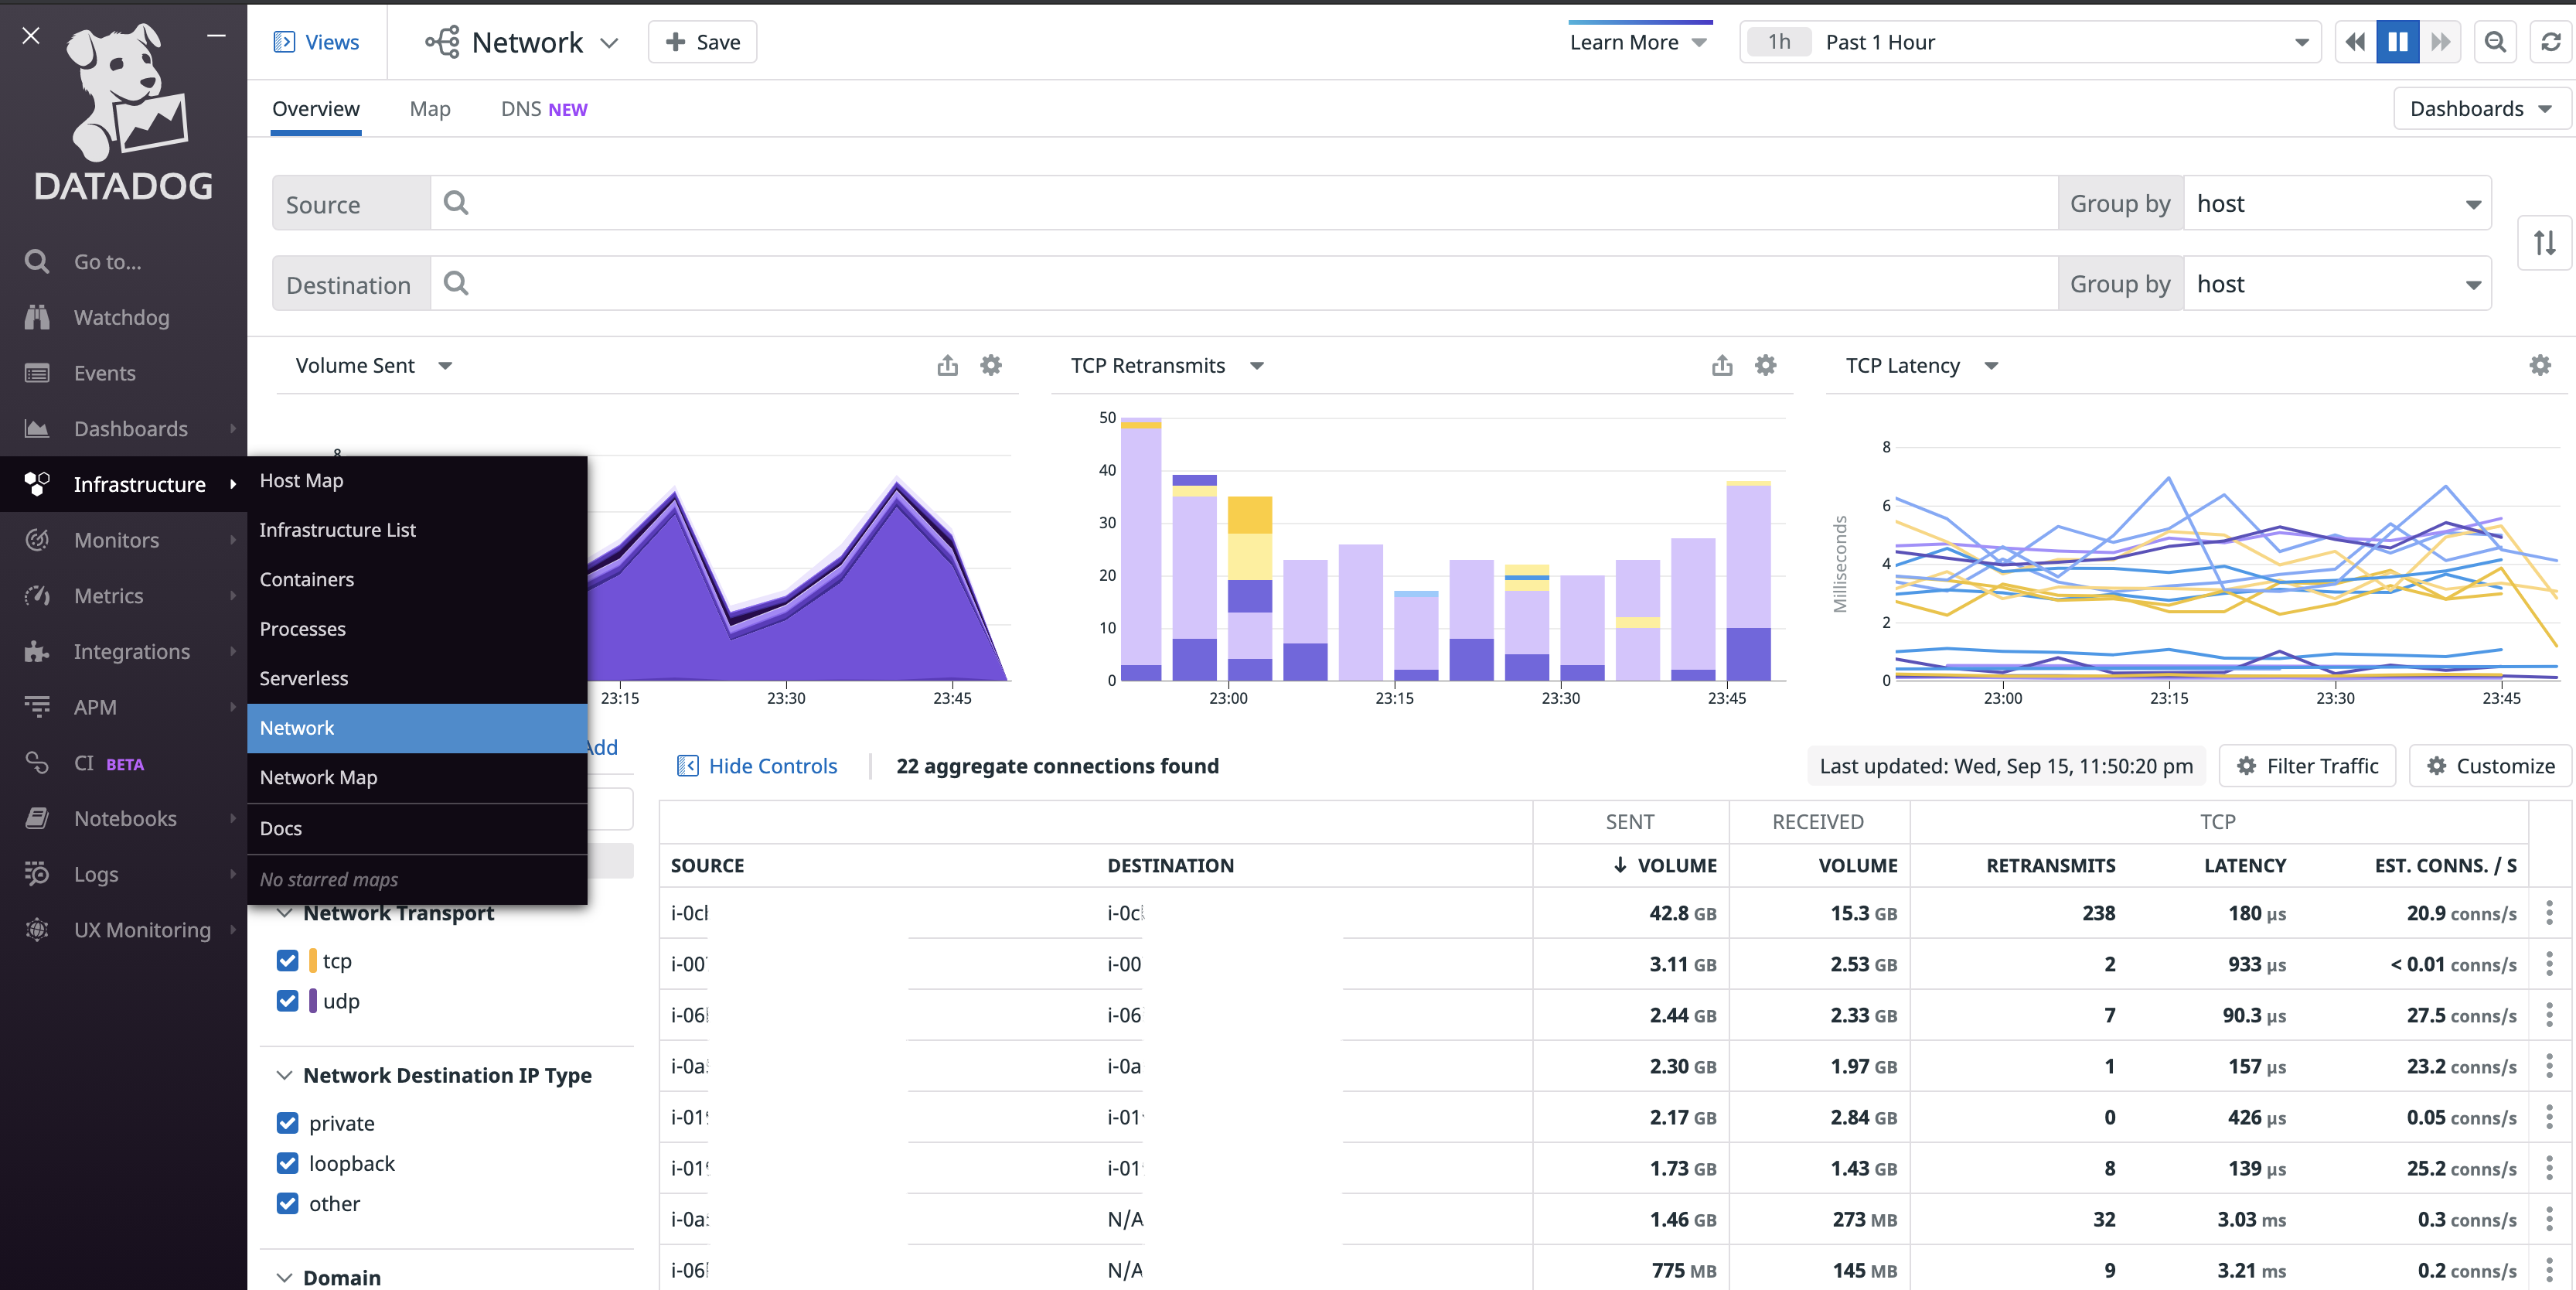 Views
Network
Save
Learn More
1h Past 1 Hour
DATADOG
Overview Map DNS NEW
Dashboards
Source
Group by host
Destination
Group by host
Go to...
Watchdog
Events
Dashboards
Infrastructure
Monitors
Metrics
Integrations
APM
CI BETA
Notebooks
Logs
UX Monitoring
Host Map
Infrastructure List
Containers
Processes
Serverless
Network
Network Map
Docs
No starred maps
Volume Sent
8
23:15 23:30 23:45
TCP Retransmits
50
40
30
20
10
0
23:00 23:15 23:30 23:45
TCP Latency
Milliseconds
8
6
4
2
0
23:00 23:15 23:30 23:45
Add
Hide Controls
22 aggregate connections found
Last updated: Wed, Sep 15, 11:50:20 pm
Filter Traffic
Customize
Network Transport
tcp
udp
Network Destination IP Type
private
loopback
other
Domain
SENT RECEIVED TCP
SOURCE DESTINATION VOLUME VOLUME RETRANSMITS LATENCY EST. CONNS. / S
42.8 GB 15.3 GB 238 180 µs 20.9 conns/s
i-00 3.11 GB 2.53 GB 2 933 µs < 0.01 conns/s
i-06 2.44 GB 2.33 GB 7 90.3 µs 27.5 conns/s
i-0a 2.30 GB 1.97 GB 1 157 µs 23.2 conns/s
2.17 GB 2.84 GB 0 426 µs 0.05 conns/s
1.73 GB 1.43 GB 8 139 µs 25.2 conns/s
N/A 1.46 GB 273 MB 32 3.03 ms 0.3 conns/s
N/A 775 MB 145 MB 9 3.21 ms 0.2 conns/s